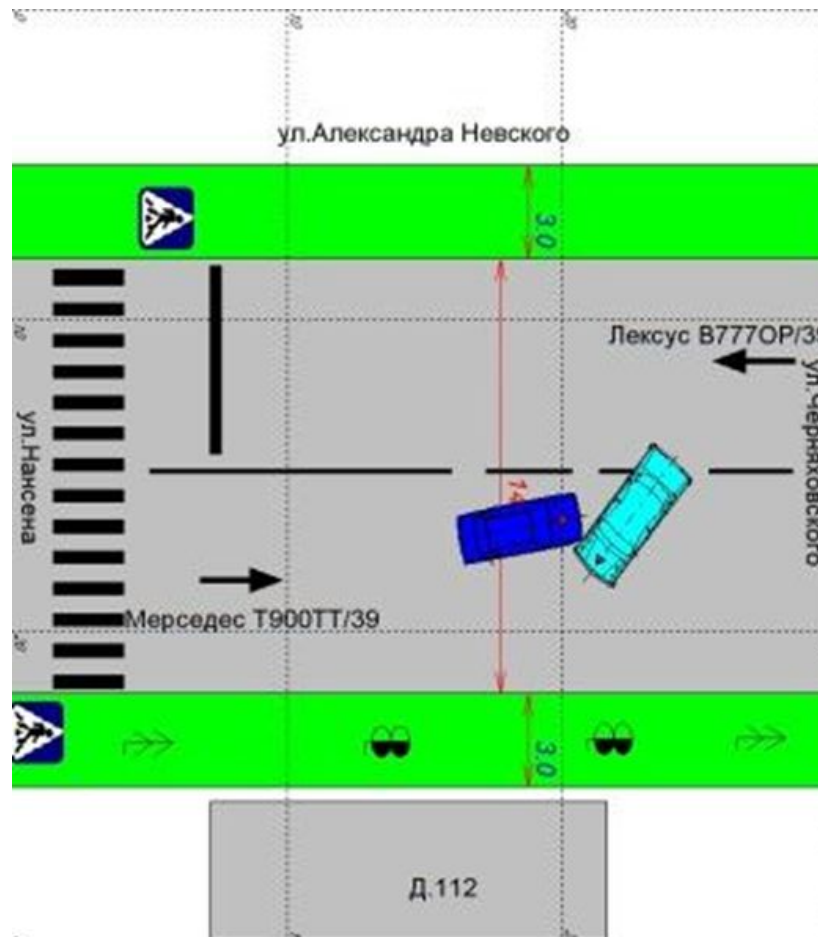 ул.Александра Невского
3.0
Лексус В777ОР/39
ул.Черняховского
ул.Нансена
14
Мерседес Т900ТТ/39
3.0
Д.112